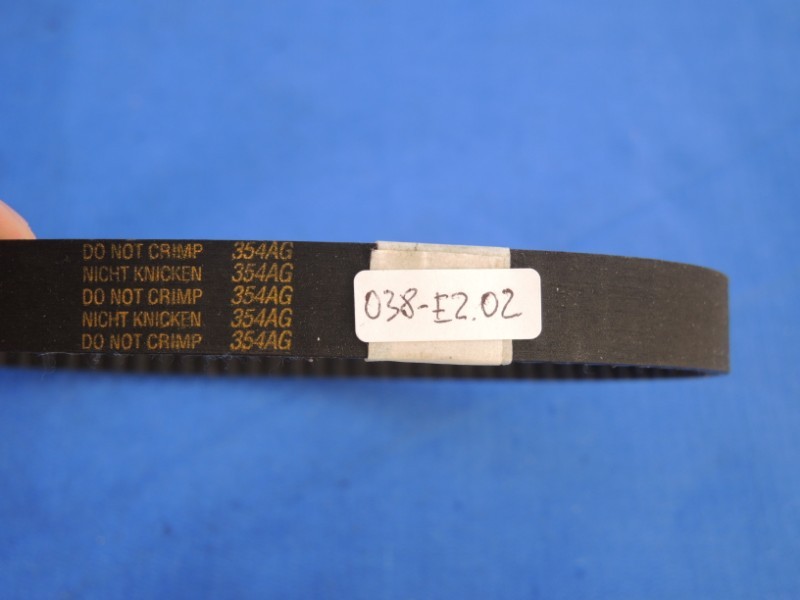 DO NOT CRIMP 354AG
NICHT KNICKEN 354AG
DO NOT CRIMP 354AG
NICHT KNICKEN 354AG
DO NOT CRIMP 354AG
038-E2.02